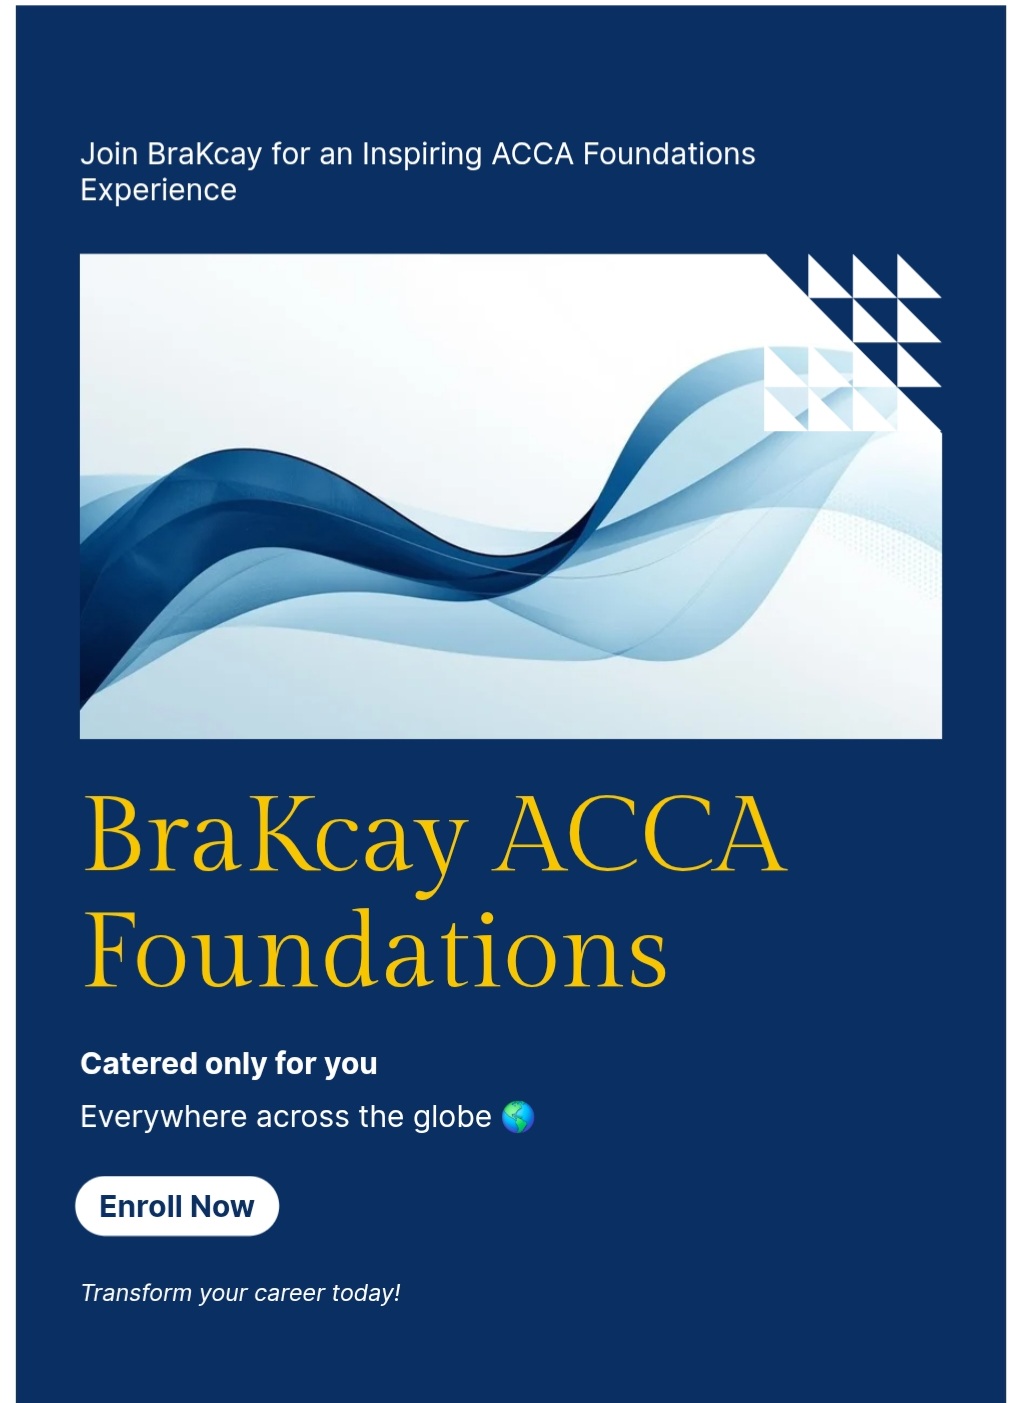 Join BraKcay for an Inspiring ACCA Foundations
Experience
BraKcay ACCA
Foundations
Catered only for you
Everywhere across the globe 🌎
Enroll Now
Transform your career today!